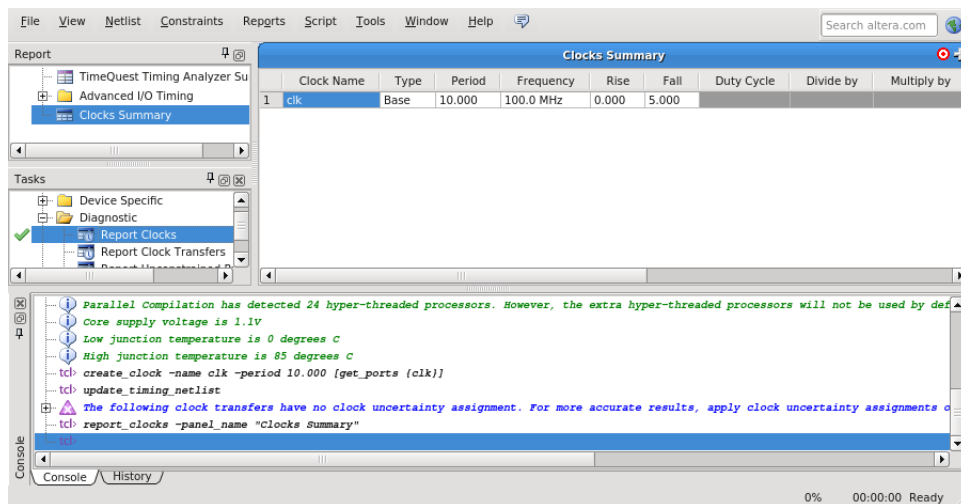 File View Netlist Constraints Reports Script Tools Window Help
Search altera.com
Report
TimeQuest Timing Analyzer Su
Advanced I/O Timing
Clocks Summary
Tasks
Device Specific
Diagnostic
Report Clocks
Report Clock Transfers
Clocks Summary
Clock Name Type Period Frequency Rise Fall Duty Cycle Divide by Multiply by
1 clk Base 10.000 100.0 MHz 0.000 5.000
Parallel Compilation has detected 24 hyper-threaded processors. However, the extra hyper-threaded processors will not be used by def
Core supply voltage is 1.1V
Low junction temperature is 0 degrees C
High junction temperature is 85 degrees C
tcl> create_clock -name clk -period 10.000 [get_ports {clk}]
tcl> update_timing_netlist
The following clock transfers have no clock uncertainty assignment. For more accurate results, apply clock uncertainty assignments o
tcl> report_clocks -panel_name "Clocks Summary"
tcl>
Console
Console History
0% 00:00:00 Ready